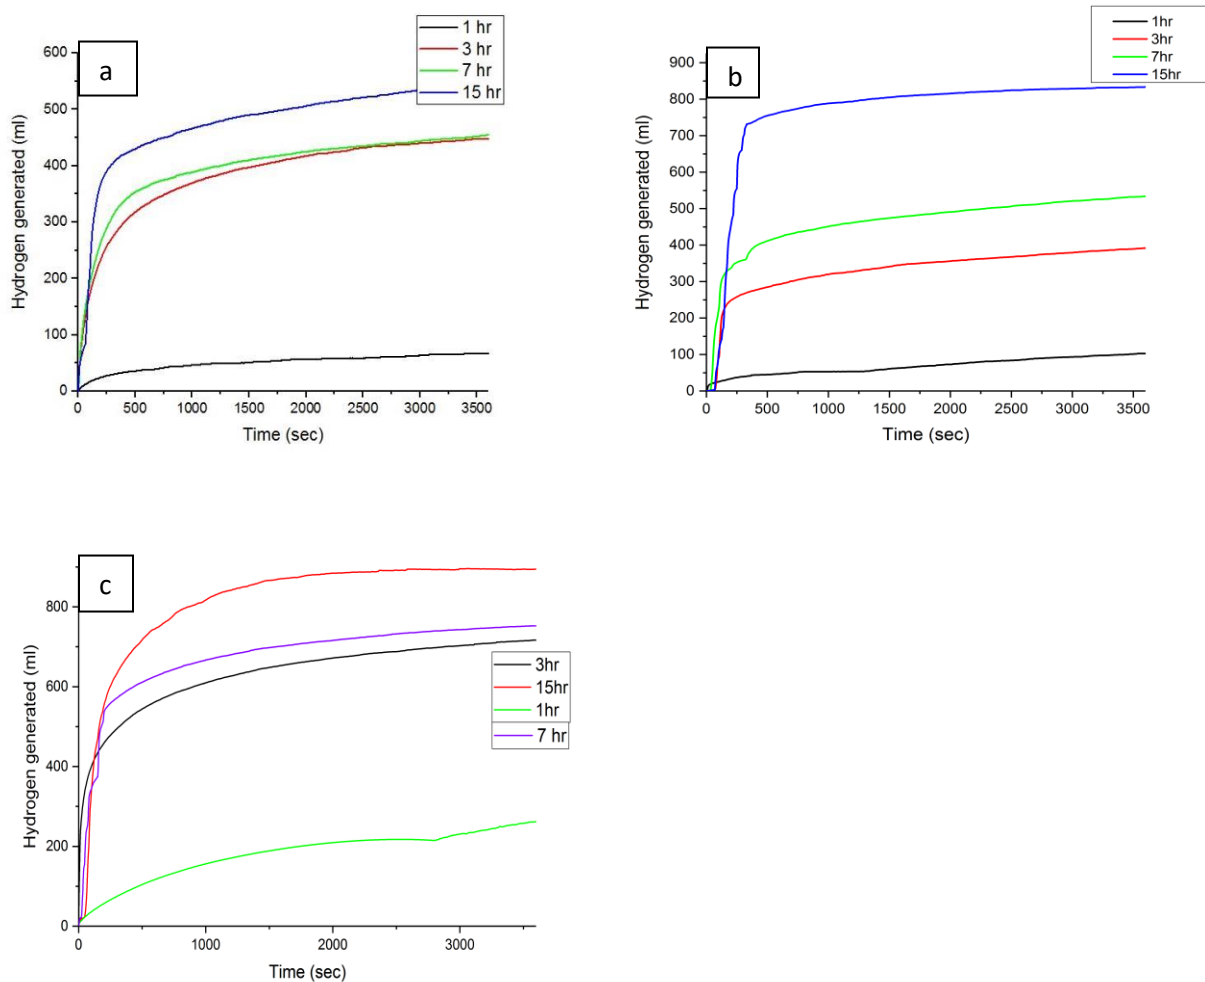 a
1 hr
3 hr
7 hr
15 hr
600
500
400
300
200
100
0
Hydrogen generated (ml)
0 500 1000 1500 2000 2500 3000 3500
Time (sec)
b
1hr
3hr
7hr
15hr
900
800
700
600
500
400
300
200
100
0
Hydrogen generated (ml)
0 500 1000 1500 2000 2500 3000 3500
Time (sec)
c
800
600
400
200
0
Hydrogen generated (ml)
3hr
15hr
1hr
7 hr
0 1000 2000 3000
Time (sec)